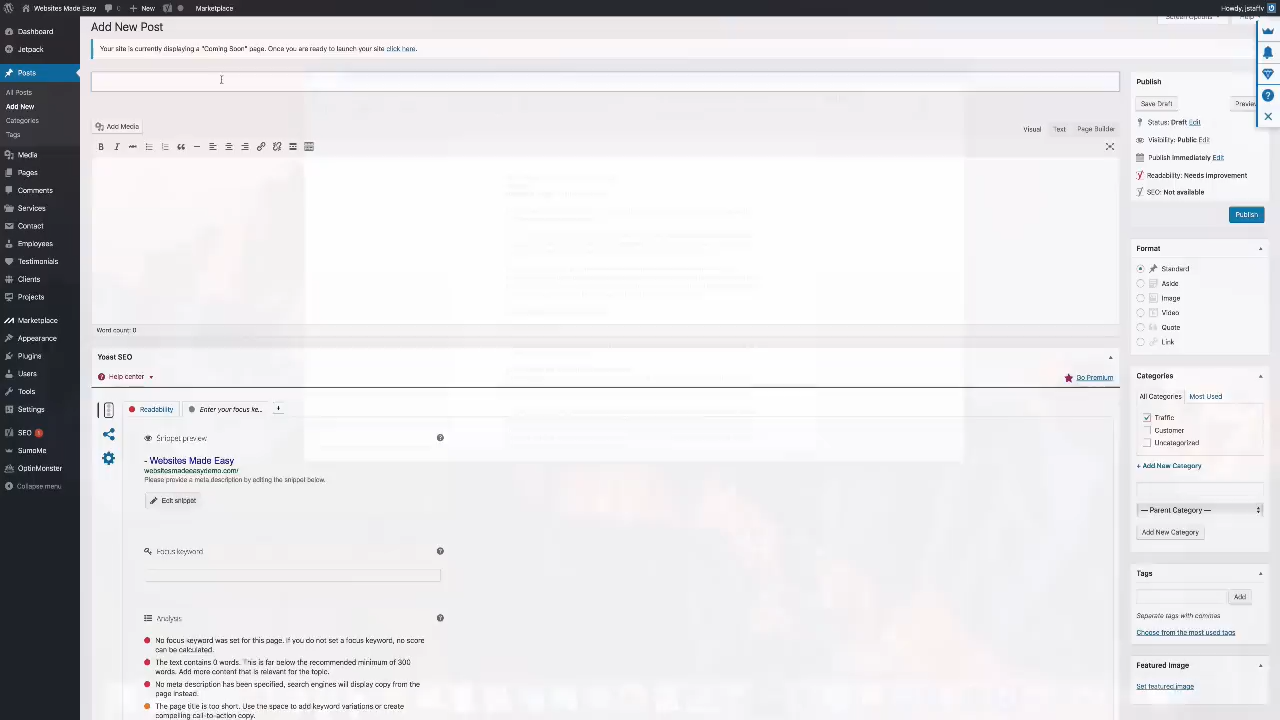 Websites Made Easy
0
+ New
Marketplace
Howdy, jstaffy
Dashboard
Jetpack
Posts
All Posts
Add New
Categories
Tags
Media
Pages
Comments
Services
Contact
Employees
Testimonials
Clients
Projects
Marketplace
Appearance
Plugins
Users
Tools
Settings
SEO 1
SumoMe
OptinMonster
Collapse menu
Add New Post
Screen Options
Help
Your site is currently displaying a "Coming Soon" page. Once you are ready to launch your site click here.
Add Media
Visual Text Page Builder
Word count: 0
Yoast SEO
Help center
Go Premium
Readability
Enter your focus ke...
+
Snippet preview
- Websites Made Easy
websitesmadeeasydemo.com/
Please provide a meta description by editing the snippet below.
Edit snippet
Focus keyword
Analysis
No focus keyword was set for this page. If you do not set a focus keyword, no score
can be calculated.
The text contains 0 words. This is far below the recommended minimum of 300
words. Add more content that is relevant for the topic.
No meta description has been specified, search engines will display copy from the
page instead.
The page title is too short. Use the space to add keyword variations or create
compelling call-to-action copy.
Publish
Save Draft
Preview
Status: Draft Edit
Visibility: Public Edit
Publish Immediately Edit
Readability: Needs improvement
SEO: Not available
Publish
Format
Standard
Aside
Image
Video
Quote
Link
Categories
All Categories Most Used
Traffic
Customer
Uncategorized
+ Add New Category
— Parent Category —
Add New Category
Tags
Add
Separate tags with commas
Choose from the most used tags
Featured Image
Set featured image